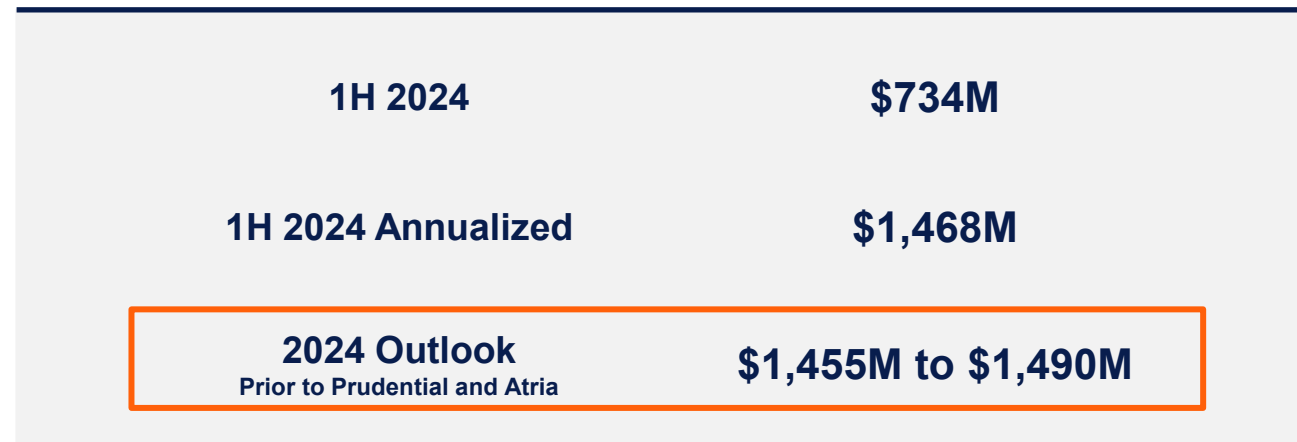 1H 2024 $734M
1H 2024 Annualized $1,468M
2024 Outlook
Prior to Prudential and Atria
$1,455M to $1,490M